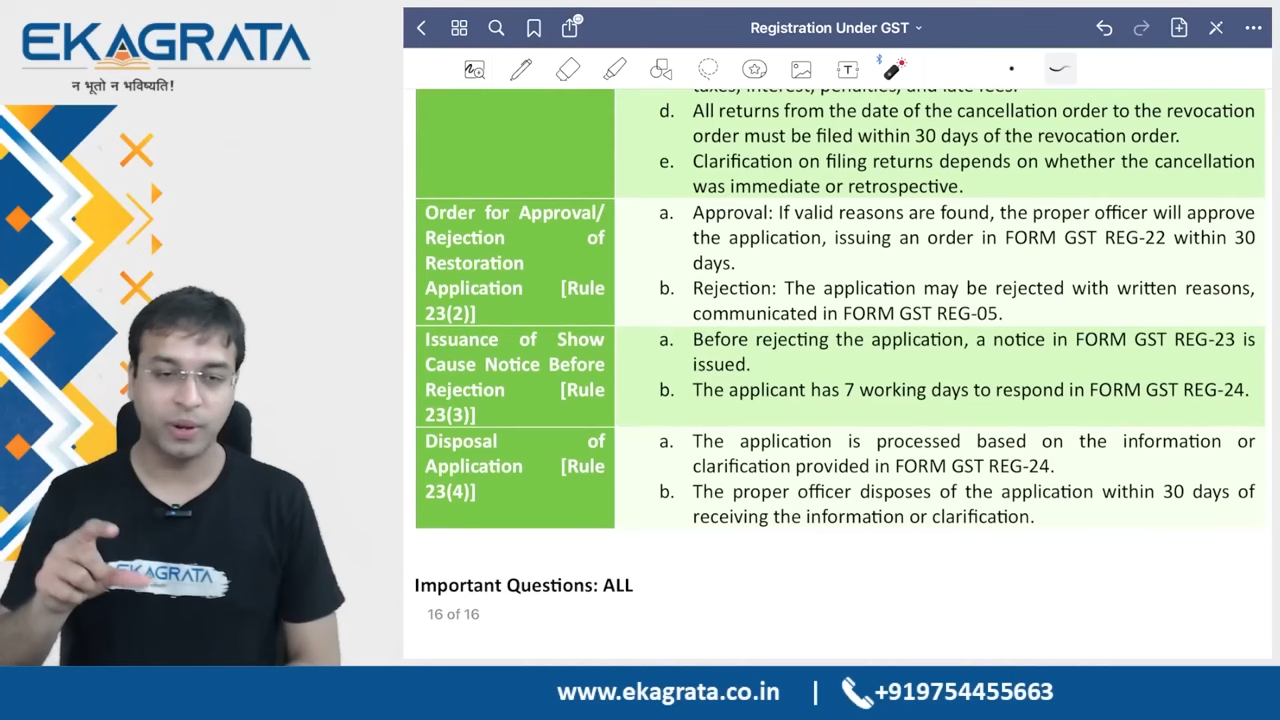 EKAGRATA
न भूतो न भविष्यति!
Registration Under GST
T
taxes, interest, penalties, and late fees.
d. All returns from the date of the cancellation order to the revocation
order must be filed within 30 days of the revocation order.
e. Clarification on filing returns depends on whether the cancellation
was immediate or retrospective.
Order for Approval/
Rejection of
Restoration
Application [Rule
23(2)]
a. Approval: If valid reasons are found, the proper officer will approve
the application, issuing an order in FORM GST REG-22 within 30
days.
b. Rejection: The application may be rejected with written reasons,
communicated in FORM GST REG-05.
Issuance of Show
Cause Notice Before
Rejection [Rule
23(3)]
a. Before rejecting the application, a notice in FORM GST REG-23 is
issued.
b. The applicant has 7 working days to respond in FORM GST REG-24.
Disposal of
Application [Rule
23(4)]
a. The application is processed based on the information or
clarification provided in FORM GST REG-24.
b. The proper officer disposes of the application within 30 days of
receiving the information or clarification.
Important Questions: ALL
16 of 16
EKAGRATA
www.ekagrata.co.in | +919754455663